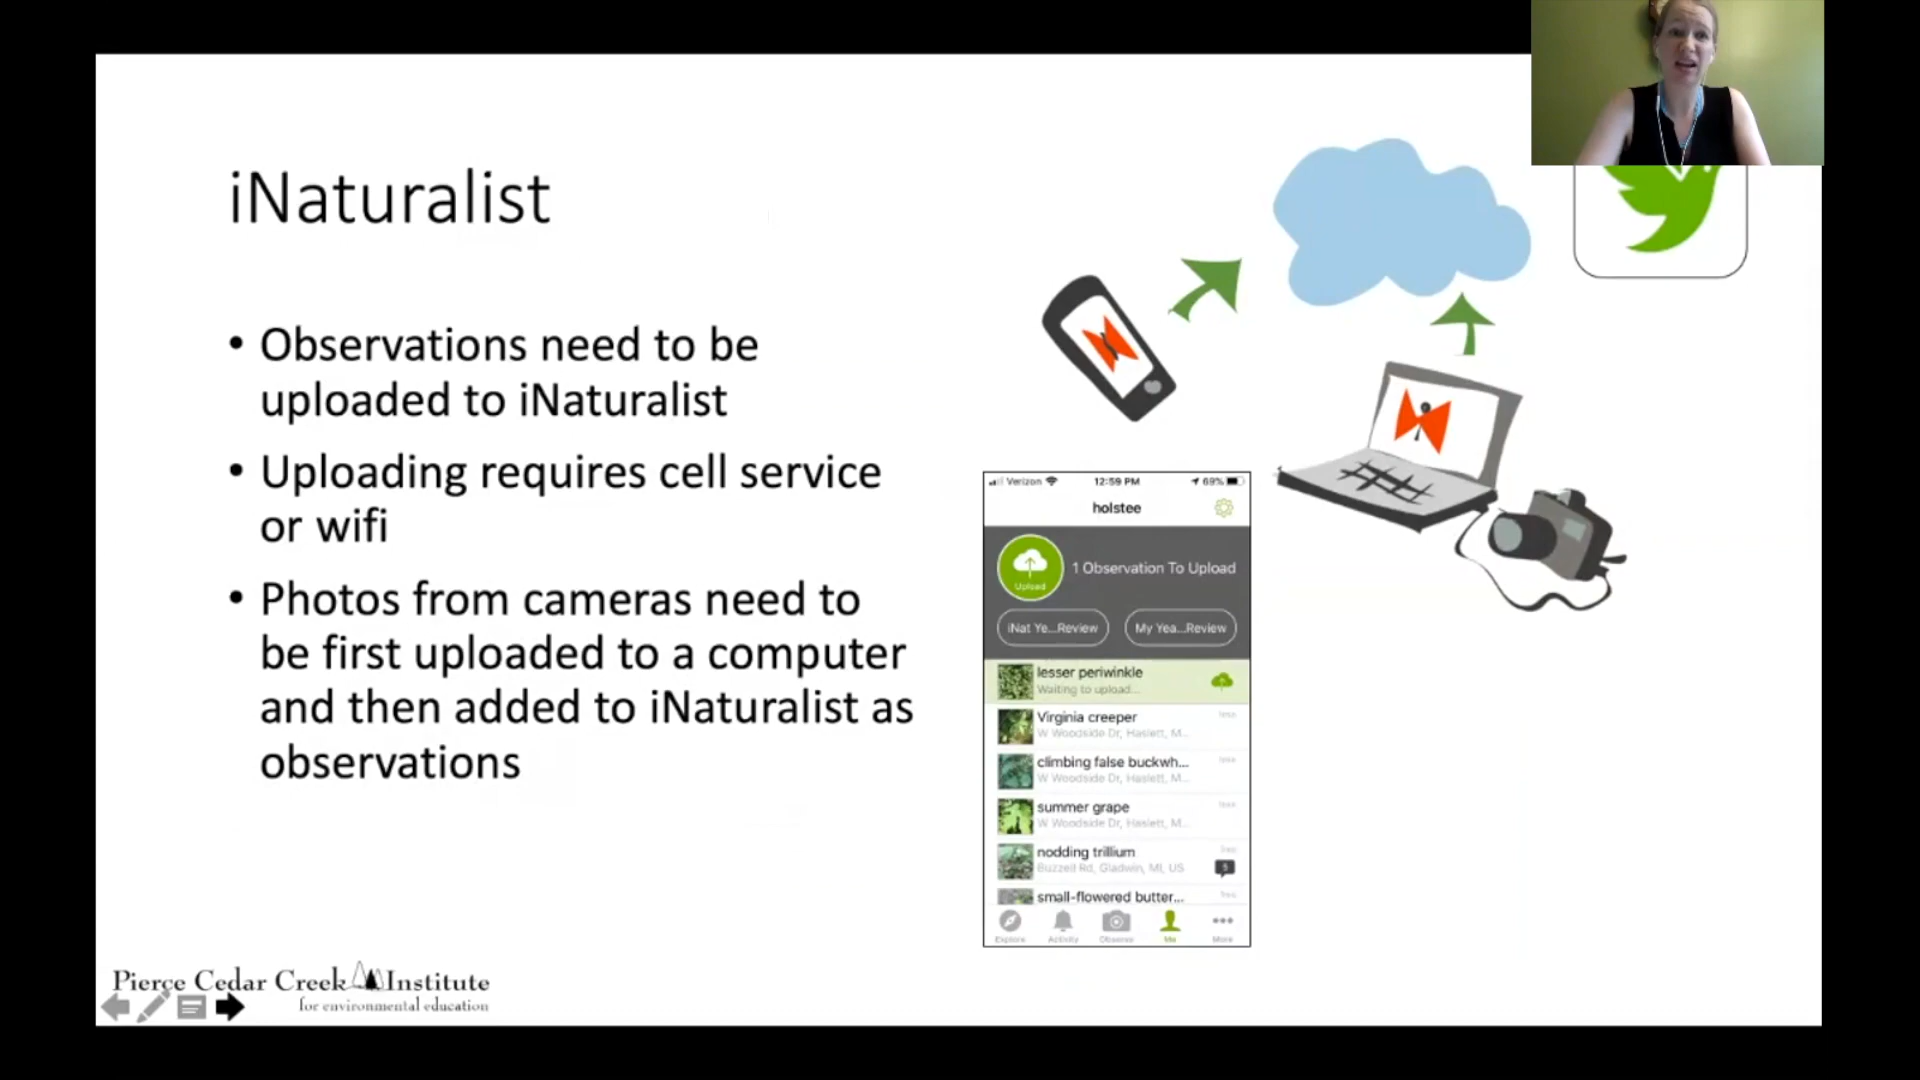 iNaturalist
• Observations need to be
uploaded to iNaturalist
• Uploading requires cell service
or wifi
• Photos from cameras need to
be first uploaded to a computer
and then added to iNaturalist as
observations
Verizon 12:59 PM 69%
holstee
Upload
1 Observation To Upload
iNat Ye...Review My Yea...Review
lesser periwinkle
Waiting to upload...
Virginia creeper
W Woodside Dr, Haslett, M...
climbing false buckwh...
W Woodside Dr, Haslett, M...
summer grape
W Woodside Dr, Haslett, M...
nodding trillium
Buzzell Rd, Gladwin, MI, US
small-flowered butter...
Explore Activity Observe Me More
Pierce Cedar Creek Institute
for environmental education